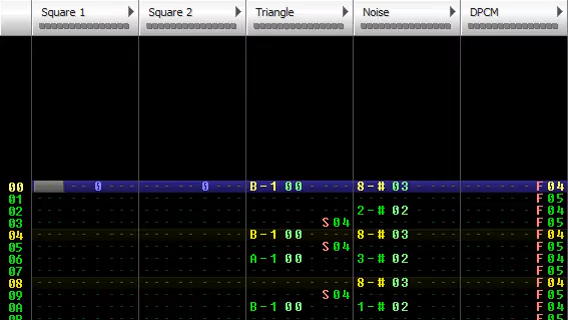 Square 1 Square 2 Triangle Noise DPCM
00 0 0 B-1 00 8-# 03 F04
01 F05
02 2-# 02 F04
03 S04 F05
04 B-1 00 8-# 03 F04
05 S04 F05
06 A-1 00 3-# 02 F04
07 F05
08 8-# 03 F04
09 S04 F05
0A B-1 00 1-# 02 F04
0B F05